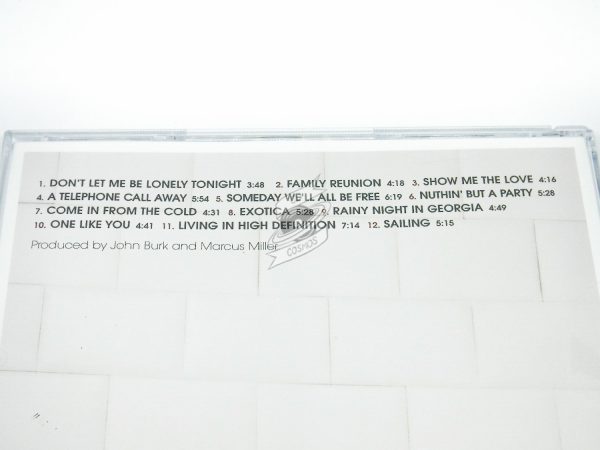 1. DON'T LET ME BE LONELY TONIGHT 3:48 2. FAMILY REUNION 4:18 3. SHOW ME THE LOVE 4:16
4. A TELEPHONE CALL AWAY 5:54 5. SOMEDAY WE'LL ALL BE FREE 6:19 6. NUTHIN' BUT A PARTY 5:28
7. COME IN FROM THE COLD 4:31 8. EXOTICA 5:28 9. RAINY NIGHT IN GEORGIA 4:49
10. ONE LIKE YOU 4:41 11. LIVING IN HIGH DEFINITION 7:14 12. SAILING 5:15
Produced by John Burk and Marcus Miller
COSMOS